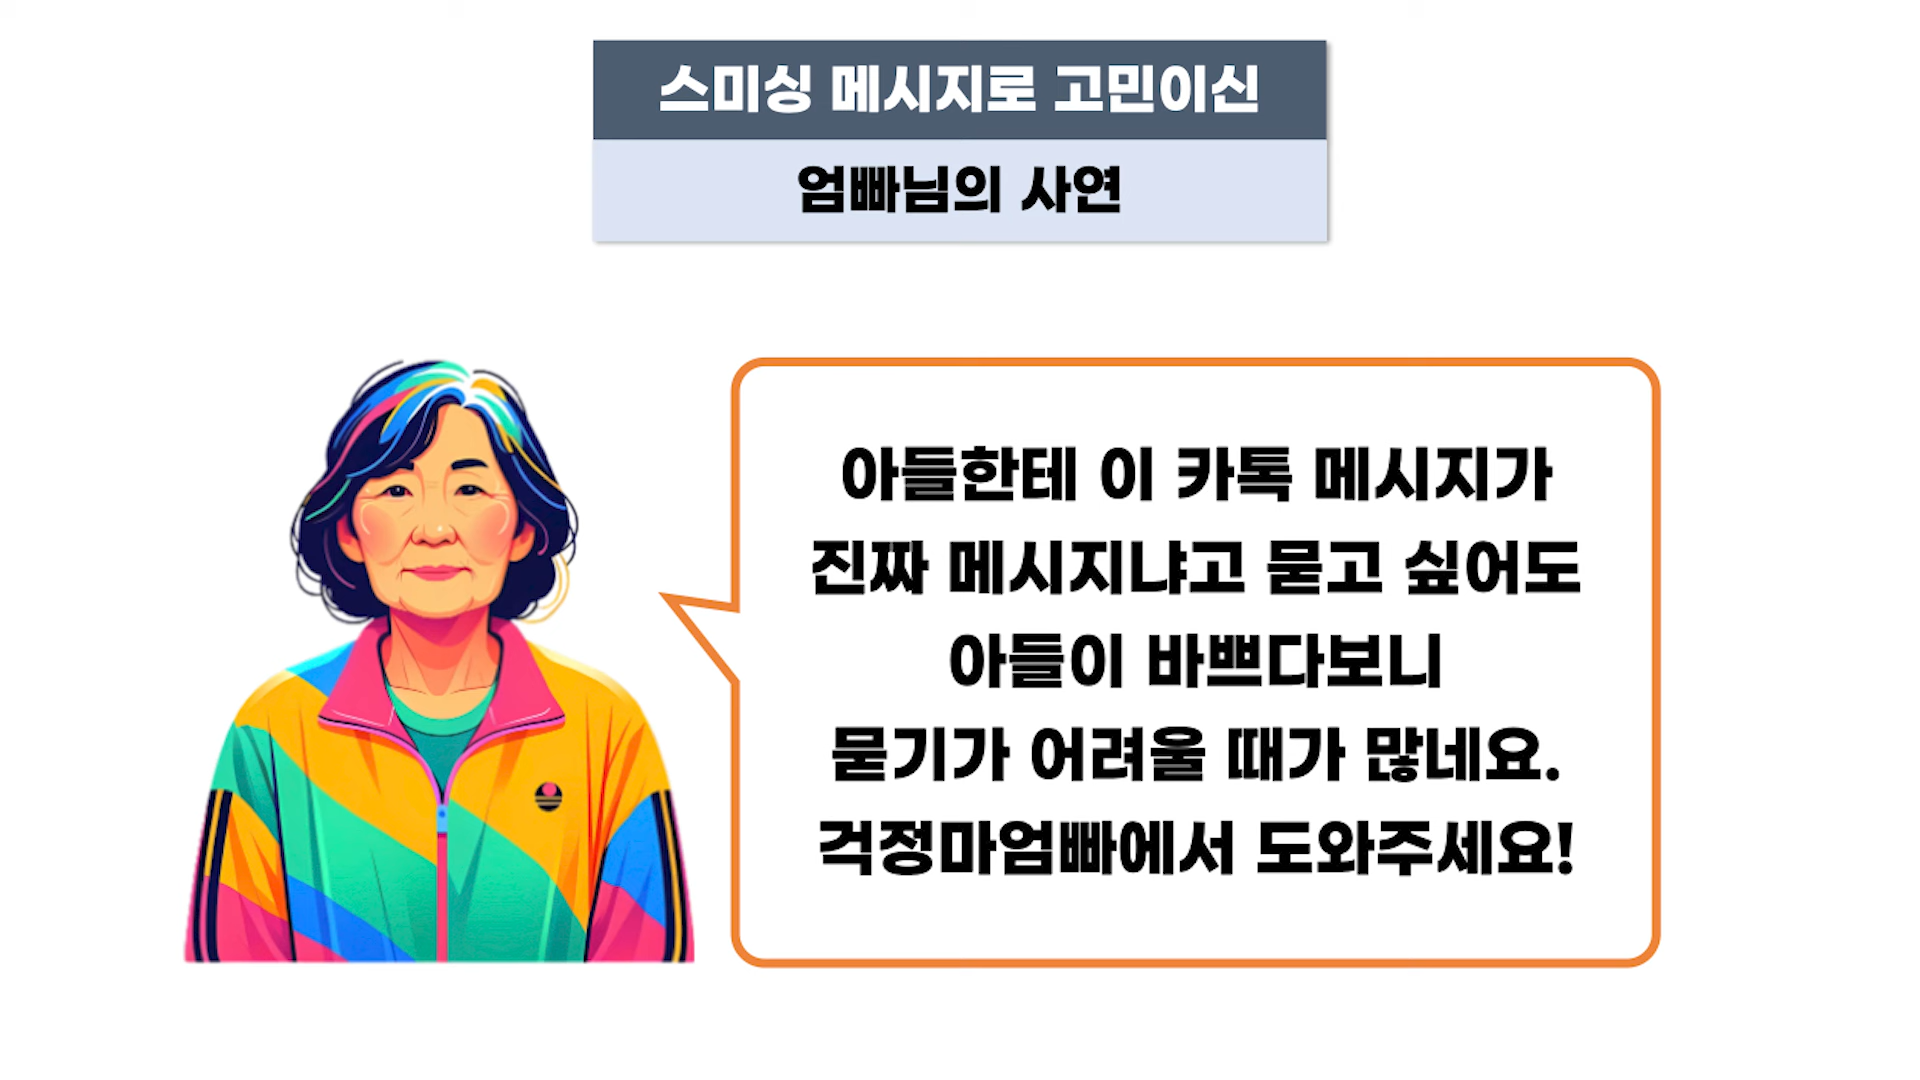 스미싱 메시지로 고민이신
엄빠님의 사연
아들한테 이 카톡 메시지가
진짜 메시지냐고 묻고 싶어도
아들이 바쁘다보니
묻기가 어려울 때가 많네요.
걱정마엄빠에서 도와주세요!